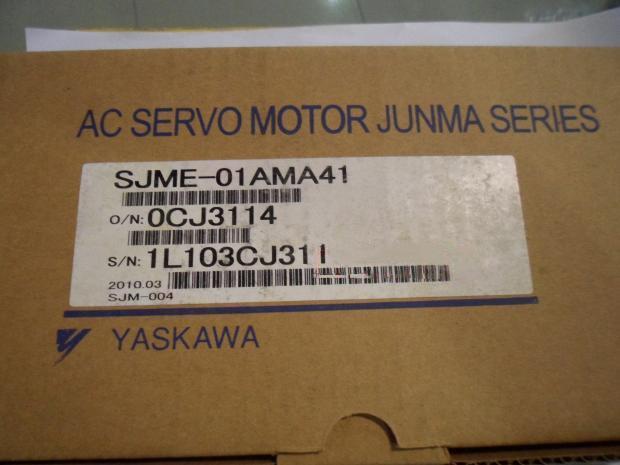 AC SERVO MOTOR JUNMA SERIES
SJME-01AMA41
O/N: 0CJ3114
S/N: 1L103CJ311
2010.03
SJM-004
YASKAWA